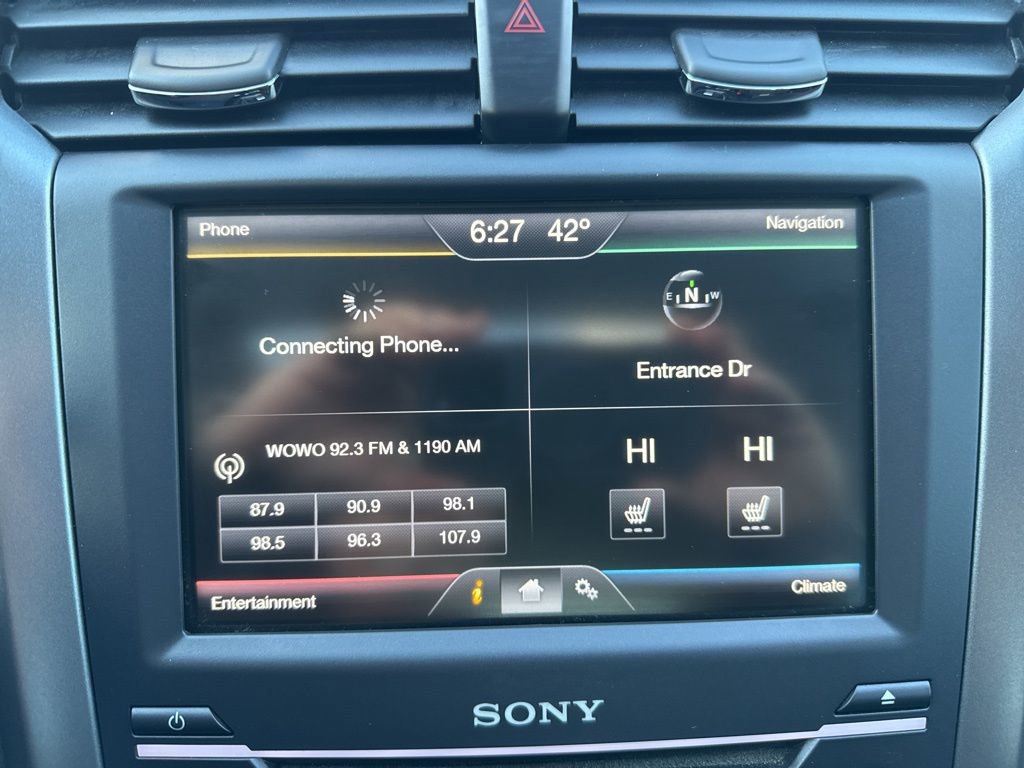 Phone
6:27 42º
Navigation
Connecting Phone...
E N W
Entrance Dr
WOWO 92.3 FM & 1190 AM
87.9 90.9 98.1
98.5 96.3 107.9
HI HI
Entertainment
i
Climate
SONY